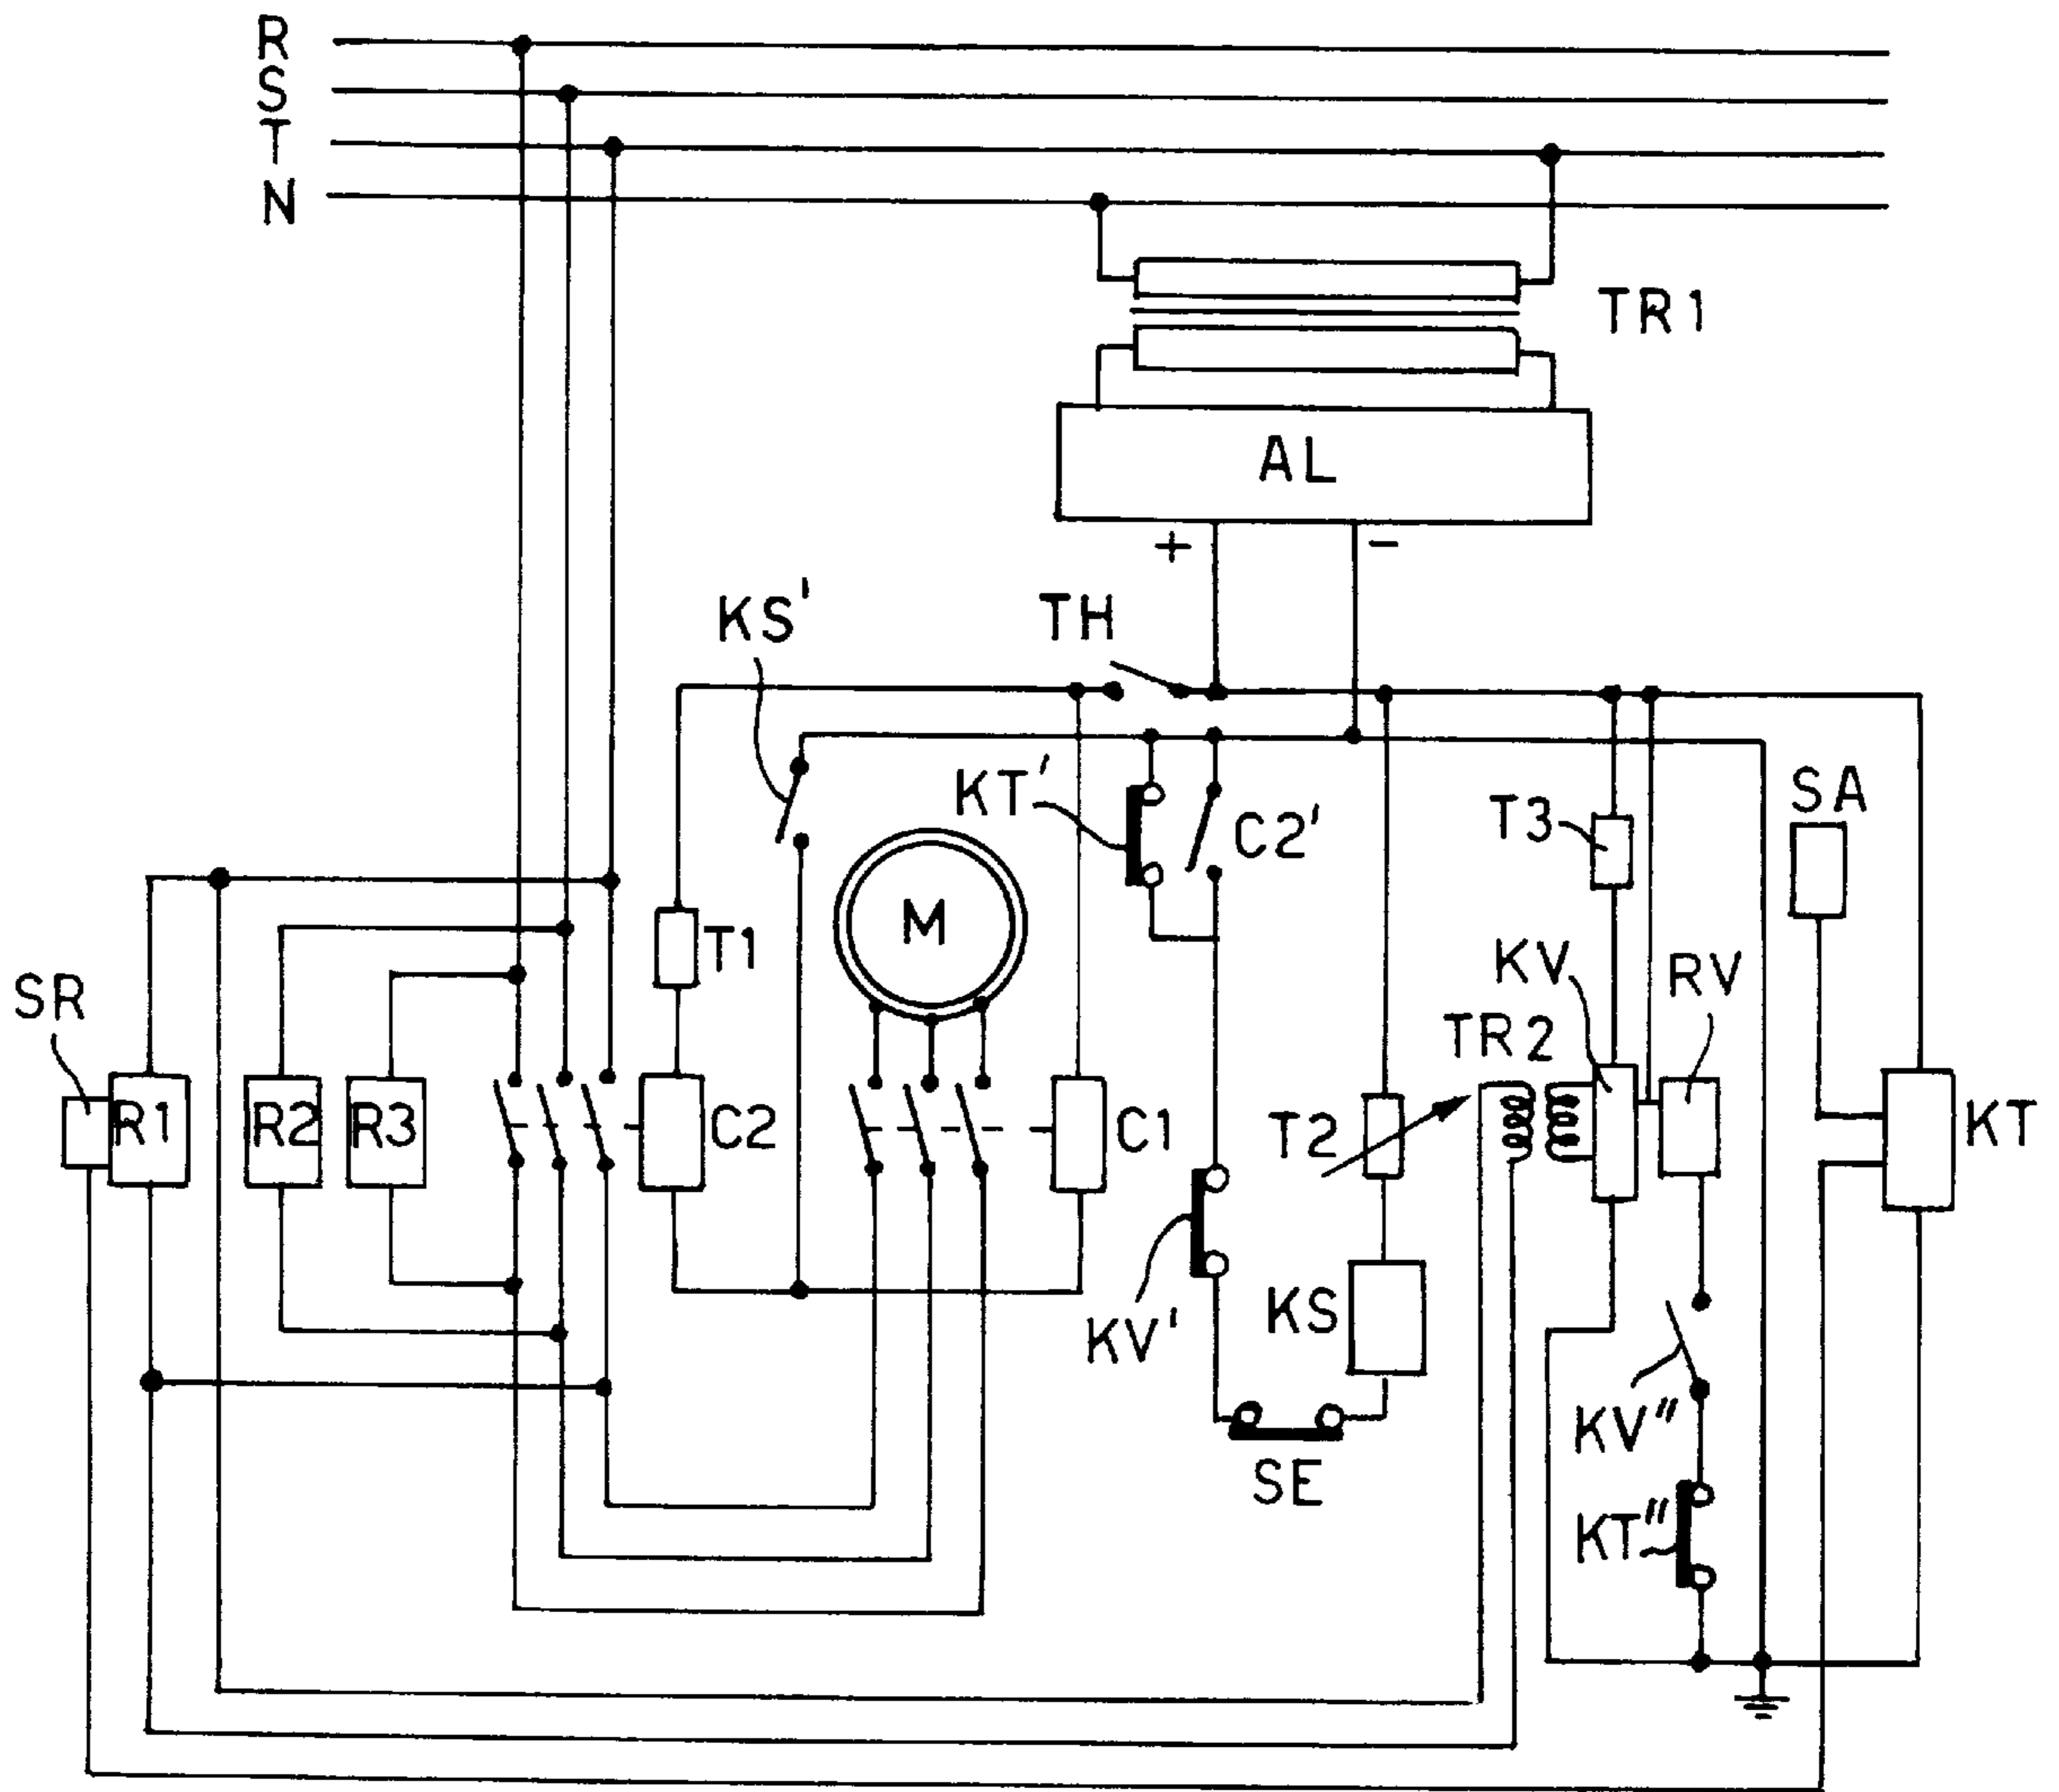 R
S
T
N
TR1
AL
+ -
KS'
TH
KT'
C2'
SA
T3
M
T1
KV
RV
SR
TR2
R1
R2
R3
C2
C1
T2
KT
KS
KV'
KV"
SE
KT"